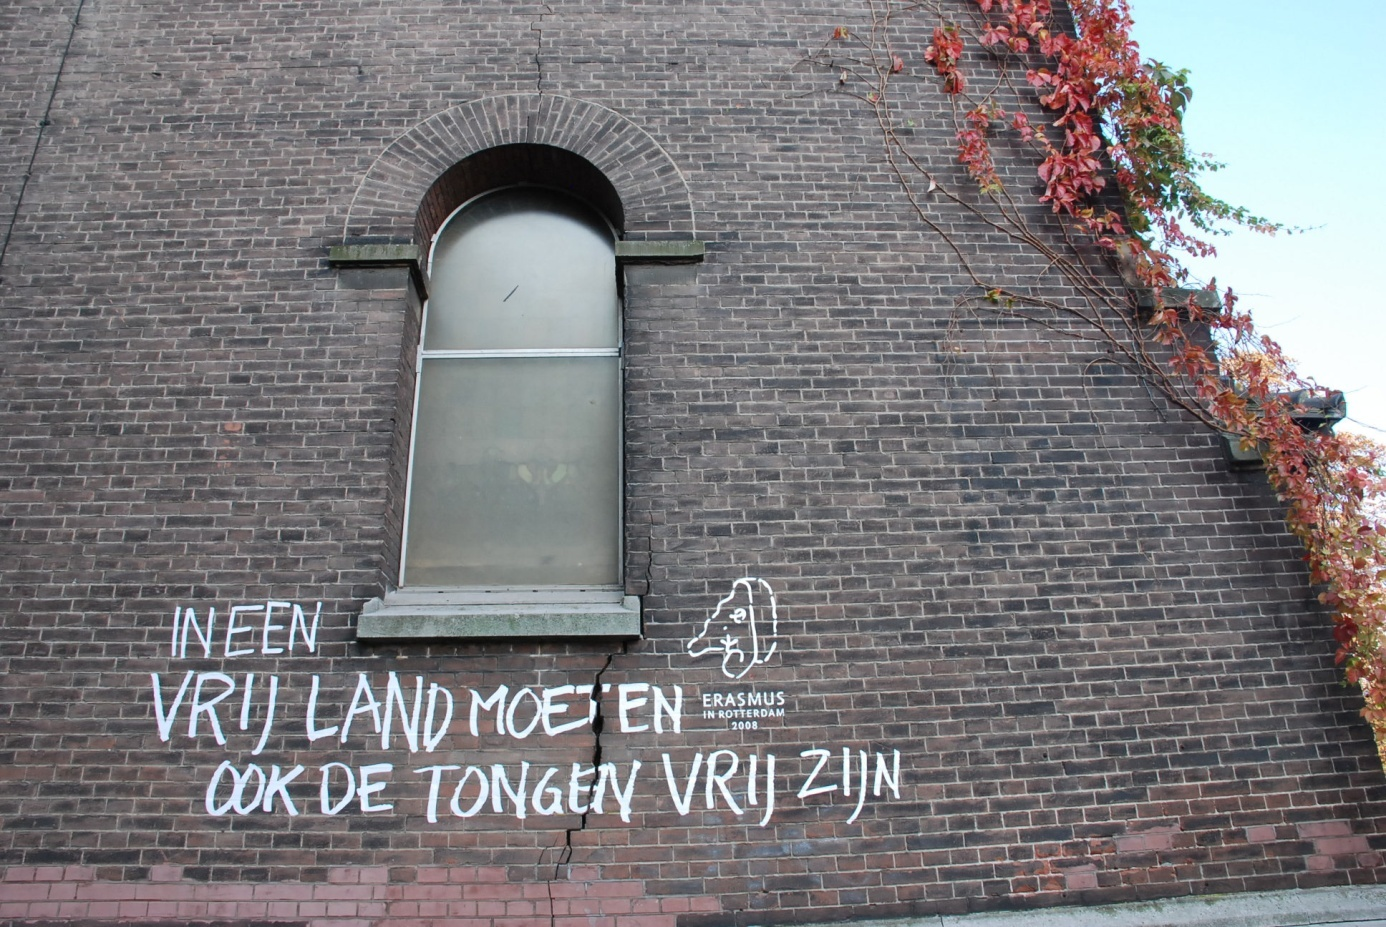 IN EEN
VRIJ LAND MOETEN
OOK DE TONGEN VRIJ ZIJN
ERASMUS
IN ROTTERDAM
2008